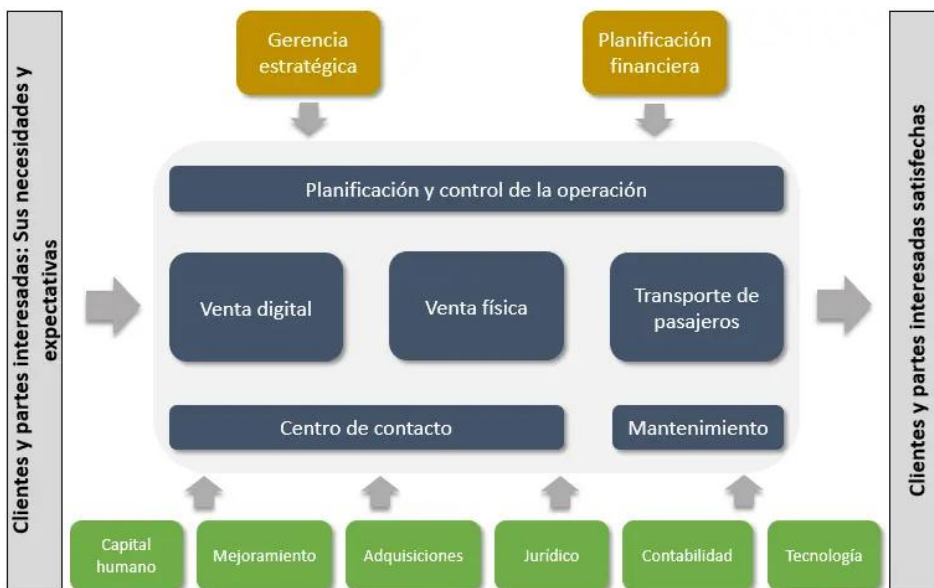 Clientes y partes interesadas: Sus necesidades y
expectativas
Gerencia
estratégica
Planificación
financiera
Planificación y control de la operación
Venta digital
Venta física
Transporte de
pasajeros
Centro de contacto
Mantenimiento
Capital
humano
Mejoramiento
Adquisiciones
Jurídico
Contabilidad
Tecnología
Clientes y partes interesadas satisfechas